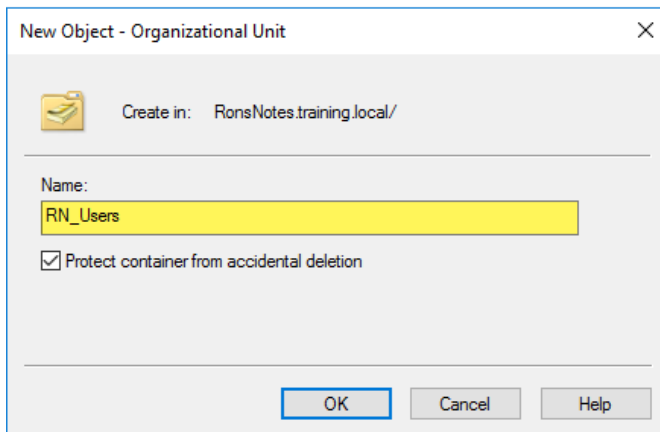 New Object - Organizational Unit
Create in: RonsNotes.training.local/
Name:
RN_Users
Protect container from accidental deletion
OK Cancel Help